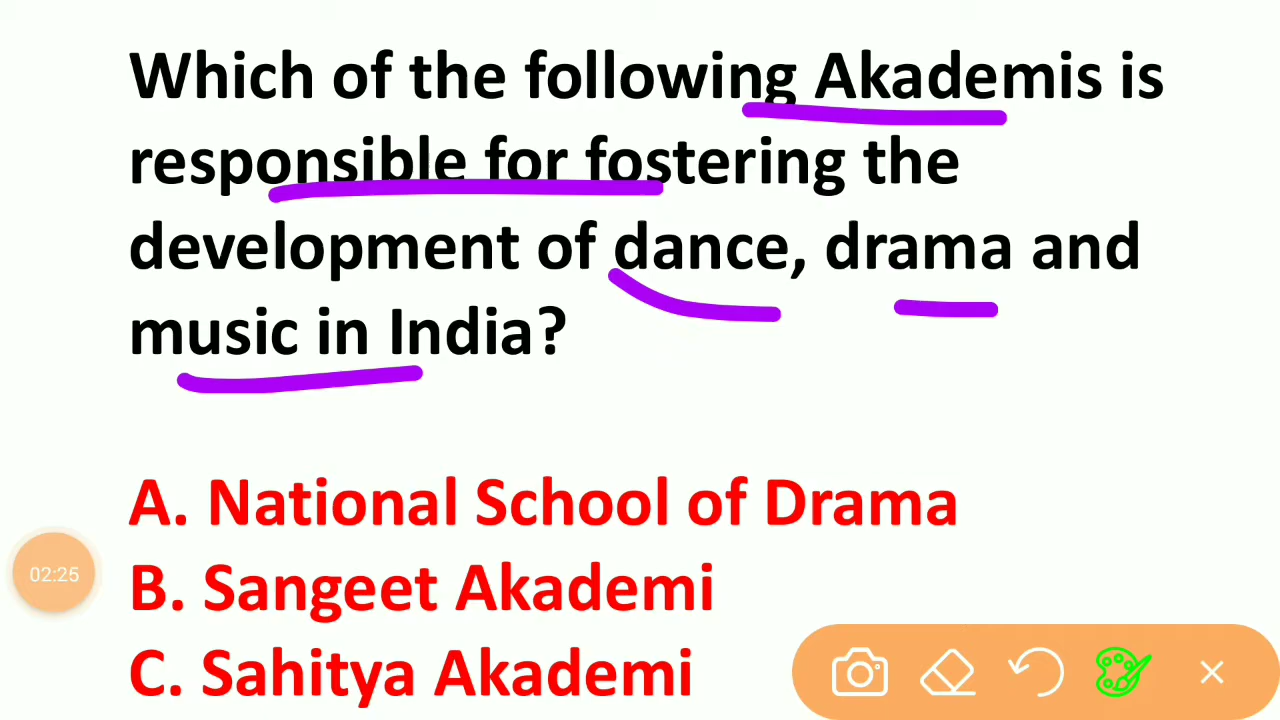 Which of the following Akademis is
responsible for fostering the
development of dance, drama and
music in India?
A. National School of Drama
B. Sangeet Akademi
C. Sahitya Akademi
02:25